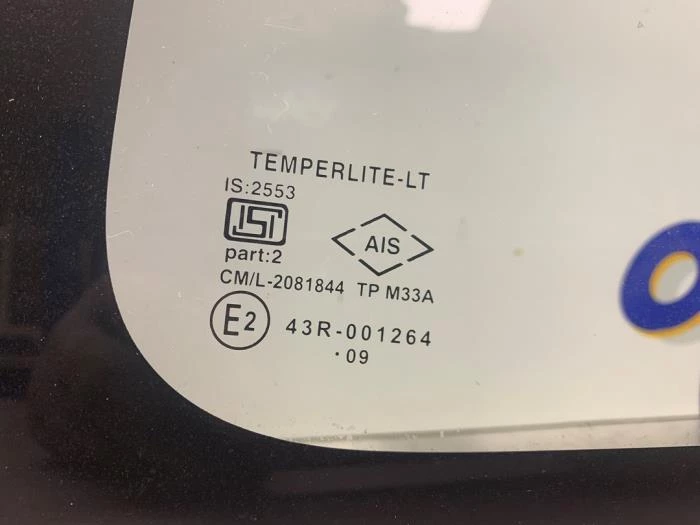 TEMPERLITE-LT
IS:2553
ISI
AIS
part:2
CM/L-2081844 TP M33A
E2 43R-001264
·09